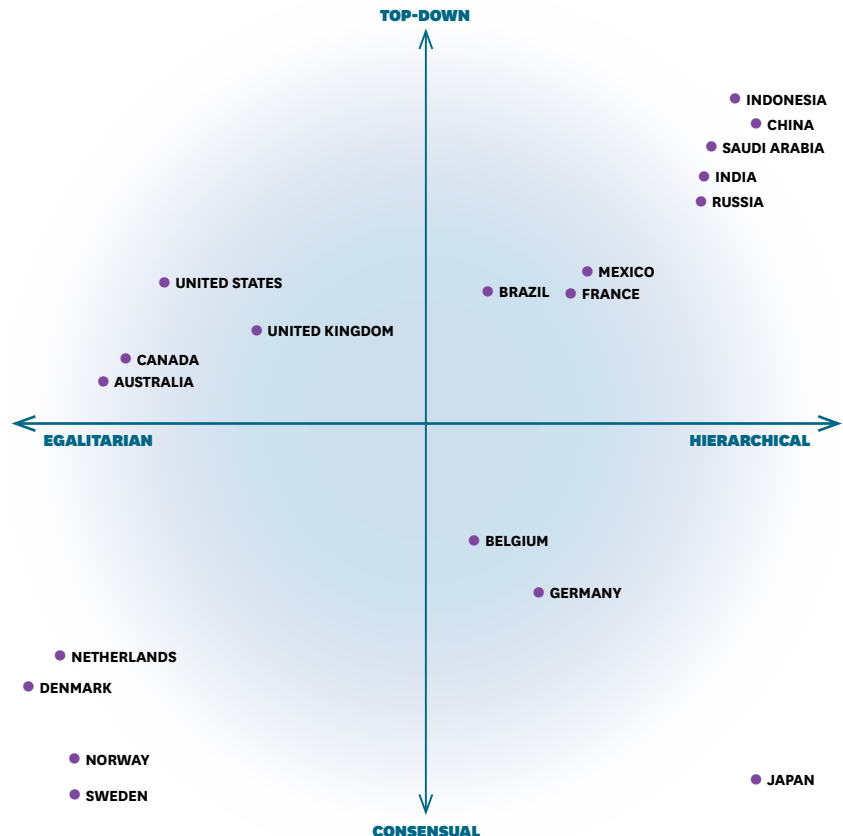 TOP-DOWN
INDONESIA
CHINA
SAUDI ARABIA
INDIA
RUSSIA
MEXICO
UNITED STATES
BRAZIL
FRANCE
UNITED KINGDOM
CANADA
AUSTRALIA
EGALITARIAN
HIERARCHICAL
BELGIUM
GERMANY
NETHERLANDS
DENMARK
NORWAY
JAPAN
SWEDEN
CONSENSUAL